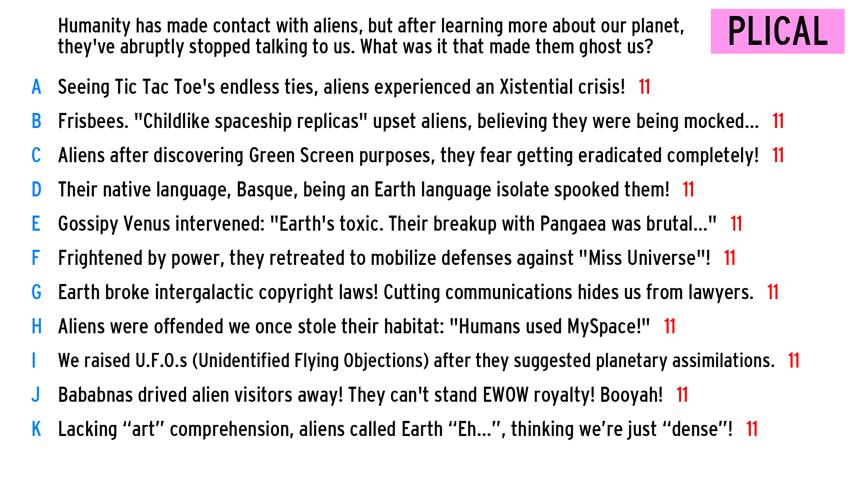 Humanity has made contact with aliens, but after learning more about our planet,
they've abruptly stopped talking to us. What was it that made them ghost us?
PLICAL
A Seeing Tic Tac Toe's endless ties, aliens experienced an Xistential crisis! 11
B Frisbees. "Childlike spaceship replicas" upset aliens, believing they were being mocked... 11
C Aliens after discovering Green Screen purposes, they fear getting eradicated completely! 11
D Their native language, Basque, being an Earth language isolate spooked them! 11
E Gossipy Venus intervened: "Earth's toxic. Their breakup with Pangaea was brutal..." 11
F Frightened by power, they retreated to mobilize defenses against "Miss Universe"! 11
G Earth broke intergalactic copyright laws! Cutting communications hides us from lawyers. 11
H Aliens were offended we once stole their habitat: "Humans used MySpace!" 11
I We raised U.F.O.s (Unidentified Flying Objections) after they suggested planetary assimilations. 11
J Bababnas drived alien visitors away! They can't stand EWOW royalty! Booyah! 11
K Lacking “art” comprehension, aliens called Earth “Eh...”, thinking we’re just “dense”! 11